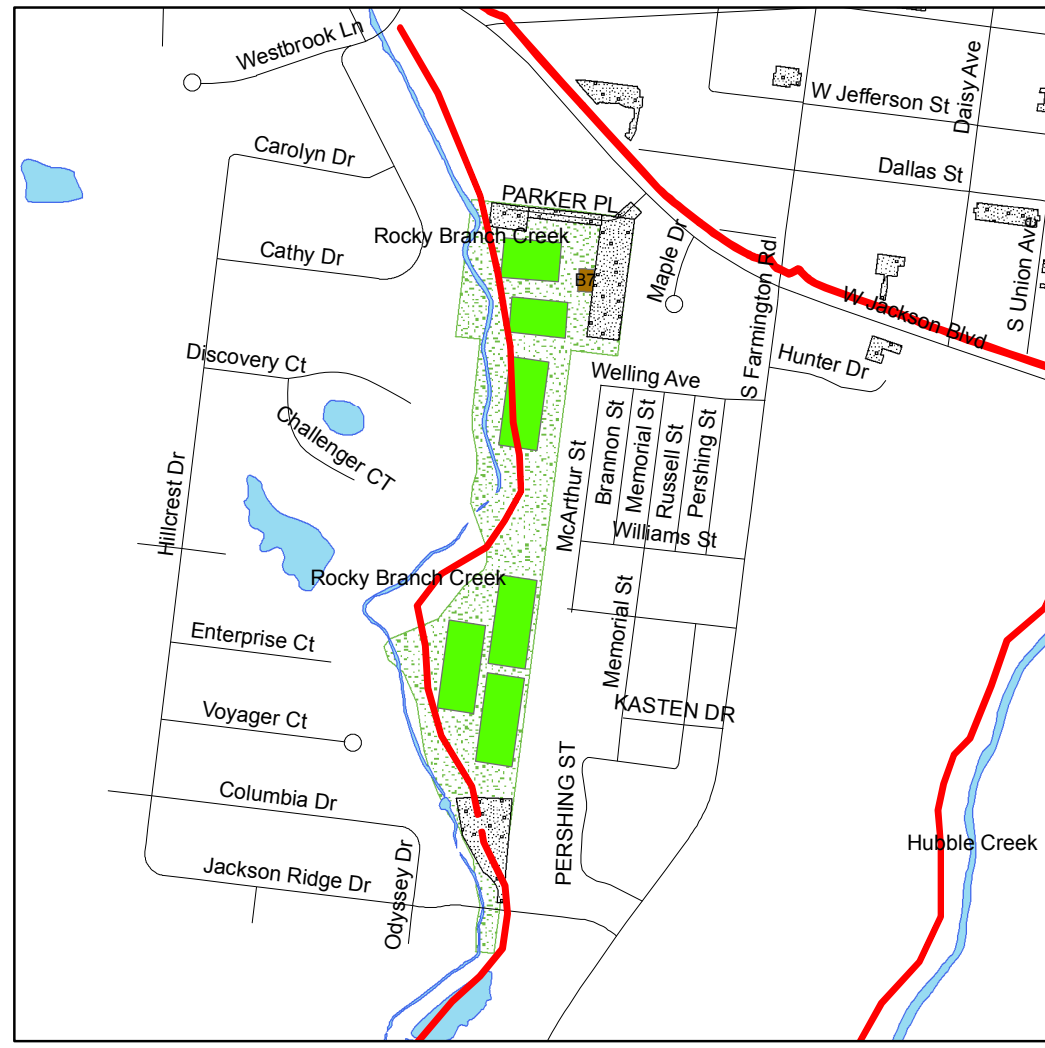 Westbrook Ln
Daisy Ave
W Jefferson St
Carolyn Dr
Dallas St
PARKER PL
Rocky Branch Creek
Cathy Dr
Maple Dr
S Union Ave
B7
S Farmington Rd
W Jackson Blvd
Discovery Ct
Hunter Dr
Welling Ave
Challenger CT
McArthur St
Brannon St
Memorial St
Russell St
Pershing St
Hillcrest Dr
Williams St
Rocky Branch Creek
Enterprise Ct
Memorial St
Voyager Ct
KASTEN DR
PERSHING ST
Columbia Dr
Hubble Creek
Jackson Ridge Dr
Odyssey Dr